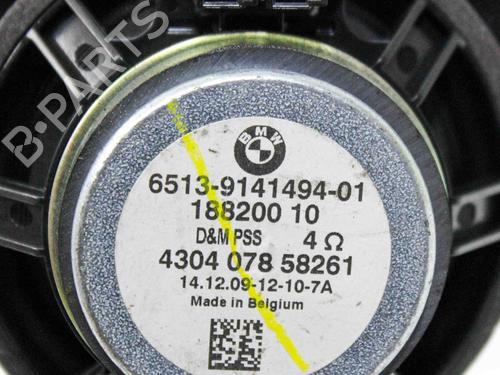 B-PARTS
BMW
6513-9141494-01
188200 10
D&M PSS 4 Ω
4304 078 58261
14.12.09-12-10-7A
Made in Belgium